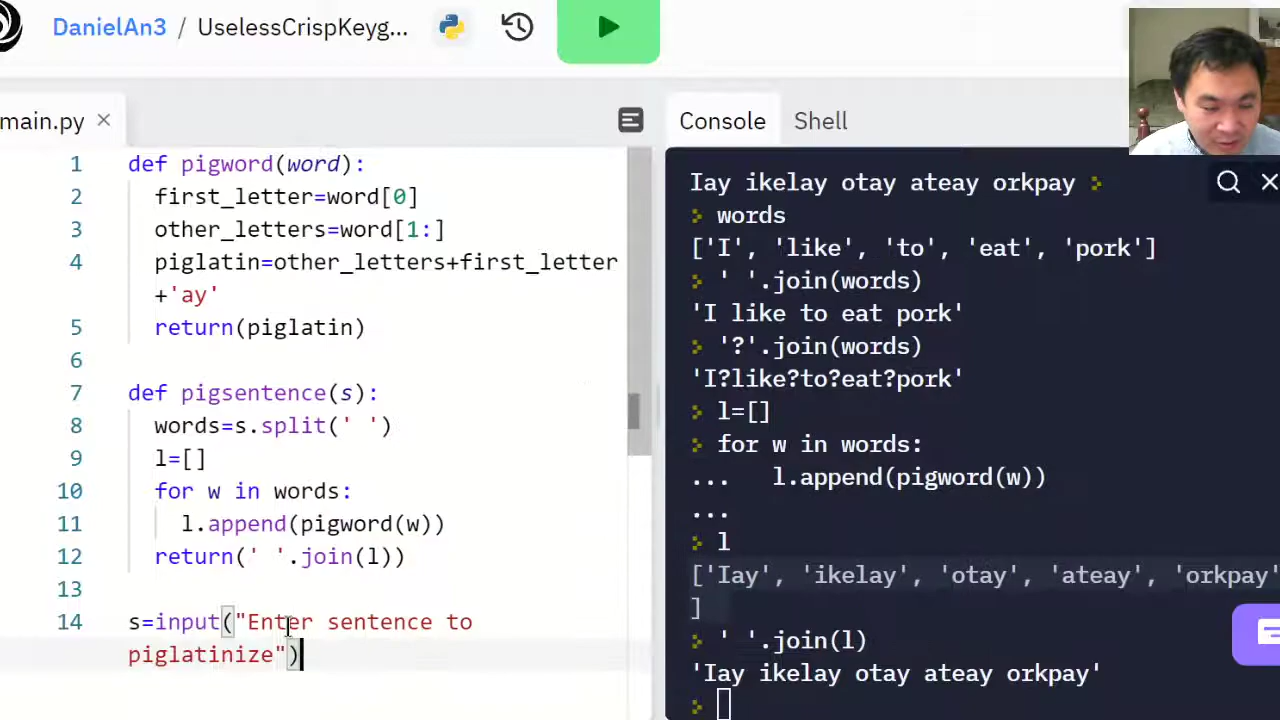 DanielAn3 / UselessCrispKeyg...
main.py ×
Console Shell
1 def pigword(word):
2 first_letter=word[0]
3 other_letters=word[1:]
4 piglatin=other_letters+first_letter
+'ay'
5 return(piglatin)
6
7 def pigsentence(s):
8 words=s.split(' ')
9 l=[]
10 for w in words:
11 l.append(pigword(w))
12 return(' '.join(l))
13
14 s=input("Enter sentence to
piglatinize")
Iay ikelay otay ateay orkpay
words
['I', 'like', 'to', 'eat', 'pork']
' '.join(words)
'I like to eat pork'
'?'.join(words)
'I?like?to?eat?pork'
l=[]
for w in words:
... l.append(pigword(w))
...
l
['Iay', 'ikelay', 'otay', 'ateay', 'orkpay'
]
' '.join(l)
'Iay ikelay otay ateay orkpay'